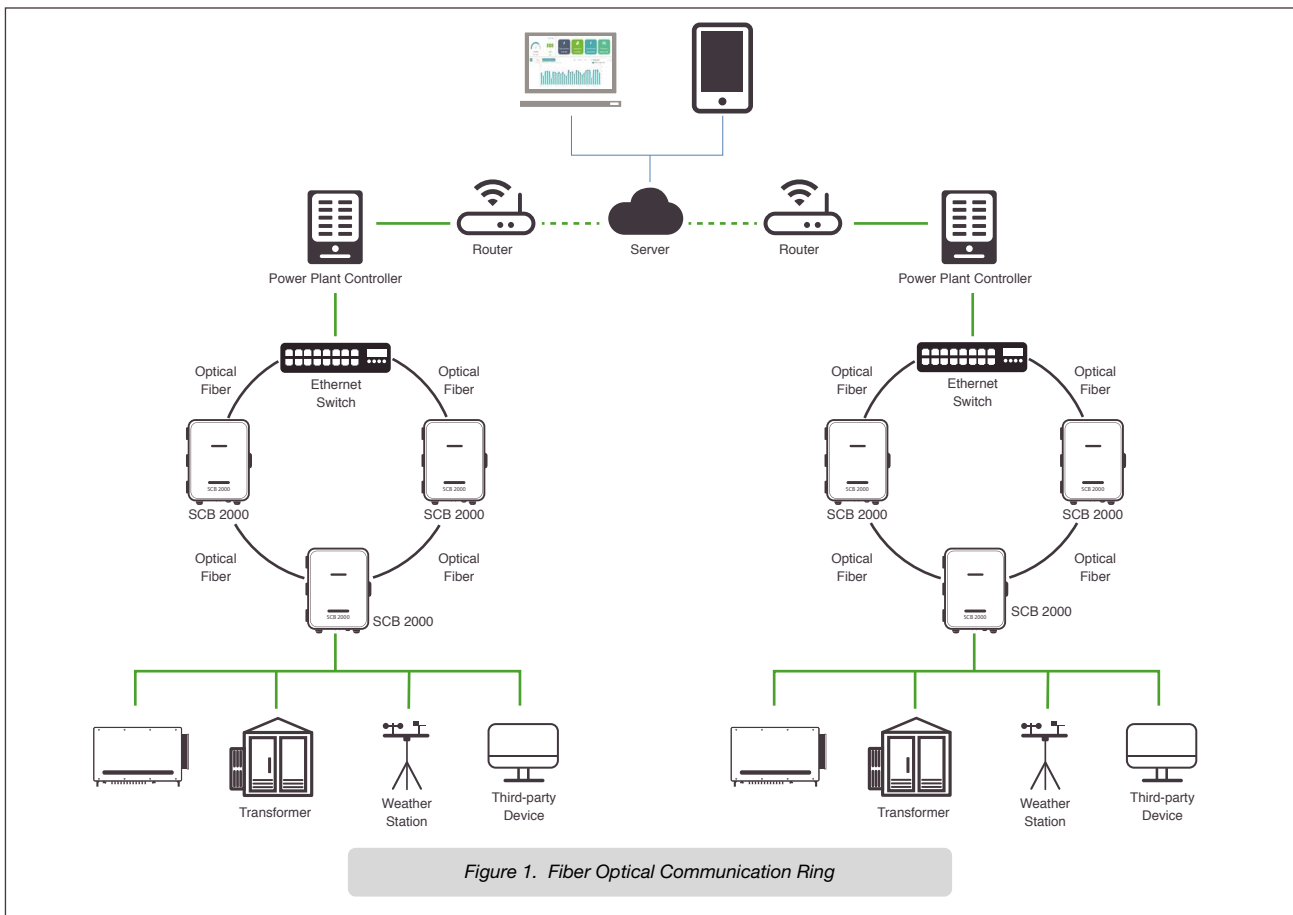 Router
Server
Router
Power Plant Controller
Power Plant Controller
Optical
Fiber
Ethernet
Switch
Optical
Fiber
Optical
Fiber
Ethernet
Switch
Optical
Fiber
SCB 2000
SCB 2000
SCB 2000
SCB 2000
SCB 2000
SCB 2000
SCB 2000
SCB 2000
Optical
Fiber
Optical
Fiber
Optical
Fiber
Optical
Fiber
SCB 2000
SCB 2000
SCB 2000
SCB 2000
Transformer
Weather
Station
Third-party
Device
Transformer
Weather
Station
Third-party
Device
Figure 1. Fiber Optical Communication Ring